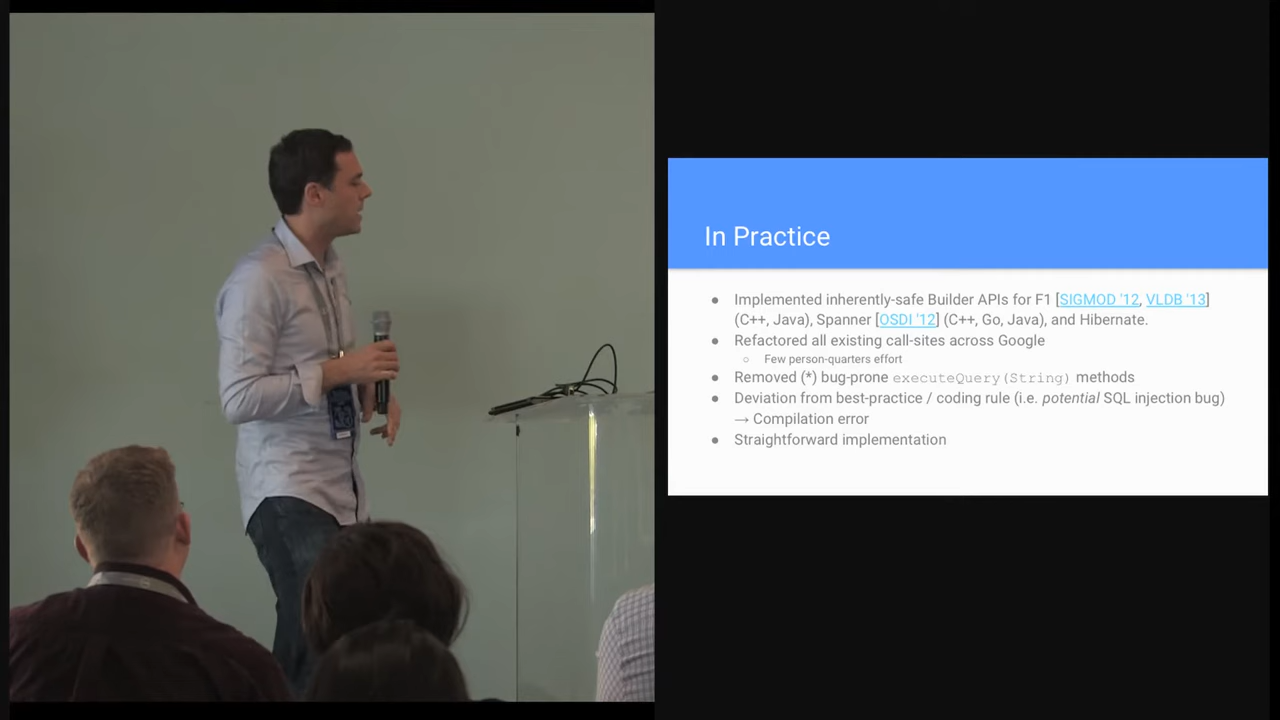 In Practice
● Implemented inherently-safe Builder APIs for F1 [SIGMOD '12, VLDB '13]
(C++, Java), Spanner [OSDI '12] (C++, Go, Java), and Hibernate.
● Refactored all existing call-sites across Google
○ Few person-quarters effort
● Removed (*) bug-prone executeQuery(String) methods
● Deviation from best-practice / coding rule (i.e. potential SQL injection bug)
→ Compilation error
● Straightforward implementation